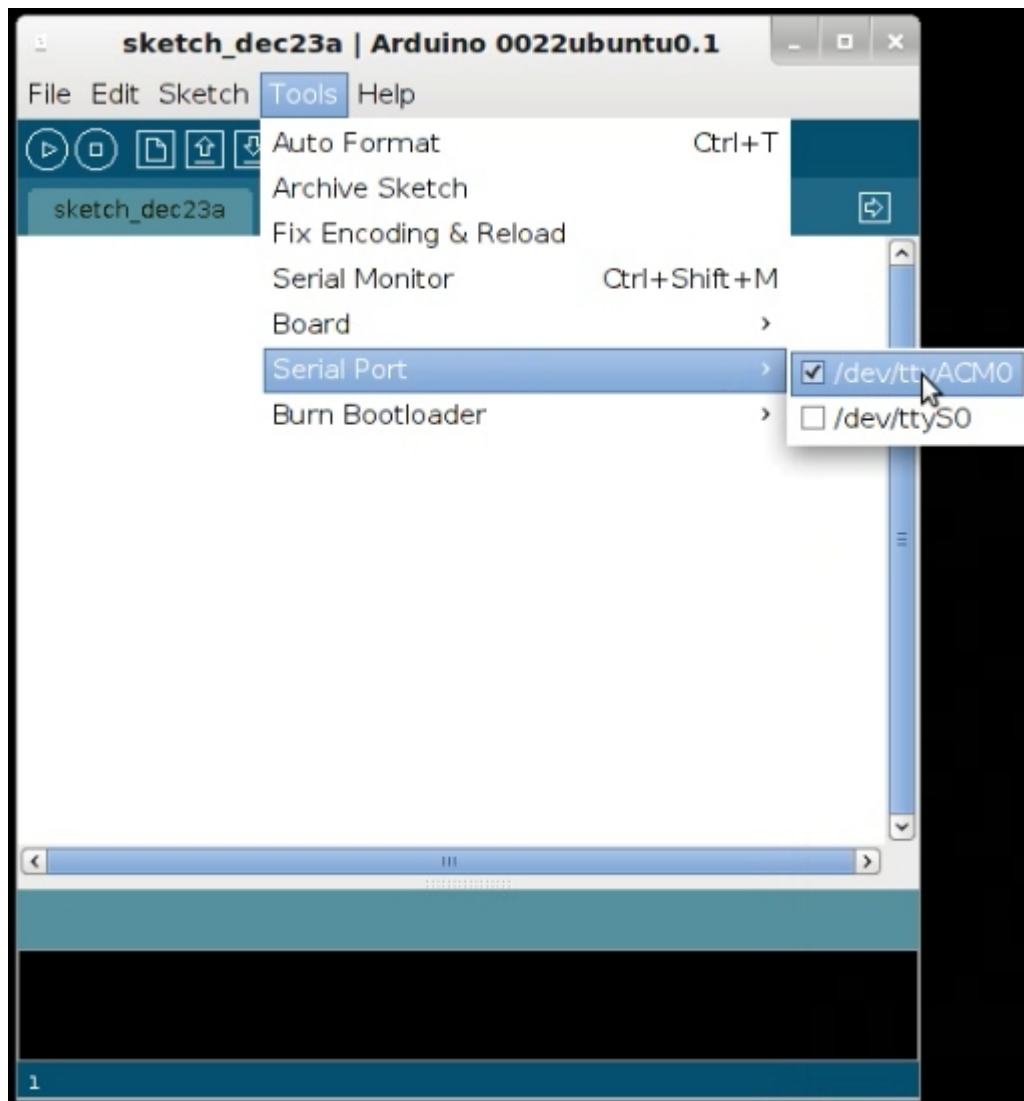 sketch_dec23a | Arduino 0022ubuntu0.1
File Edit Sketch Tools Help
Auto Format Ctrl+T
Archive Sketch
sketch_dec23a
Fix Encoding & Reload
Serial Monitor Ctrl+Shift+M
Board
Serial Port
/dev/ttyACM0
Burn Bootloader
/dev/ttyS0
1